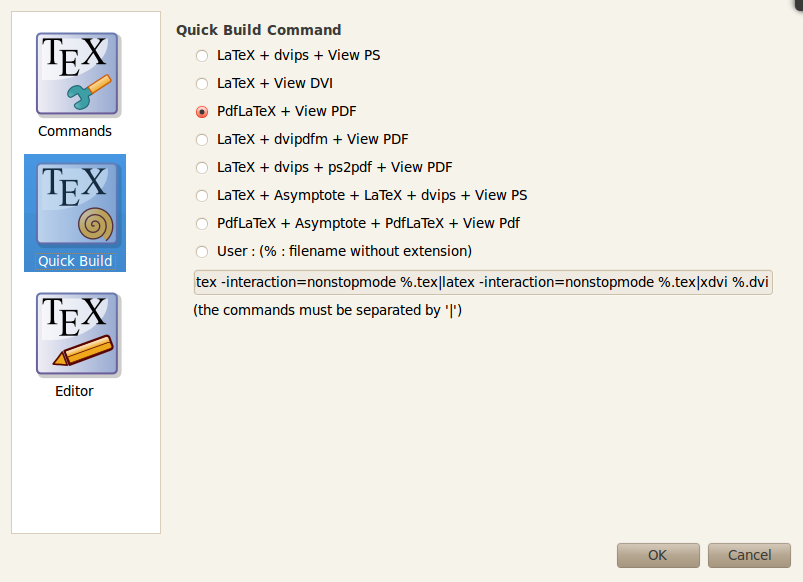 TEX
Commands
TEX
Quick Build
TEX
Editor
Quick Build Command
LaTeX + dvips + View PS
LaTeX + View DVI
PdfLaTeX + View PDF
LaTeX + dvipdfm + View PDF
LaTeX + dvips + ps2pdf + View PDF
LaTeX + Asymptote + LaTeX + dvips + View PS
PdfLaTeX + Asymptote + PdfLaTeX + View Pdf
User : (% : filename without extension)
tex -interaction=nonstopmode %.tex|latex -interaction=nonstopmode %.tex|xdvi %.dvi
(the commands must be separated by '|')
OK
Cancel